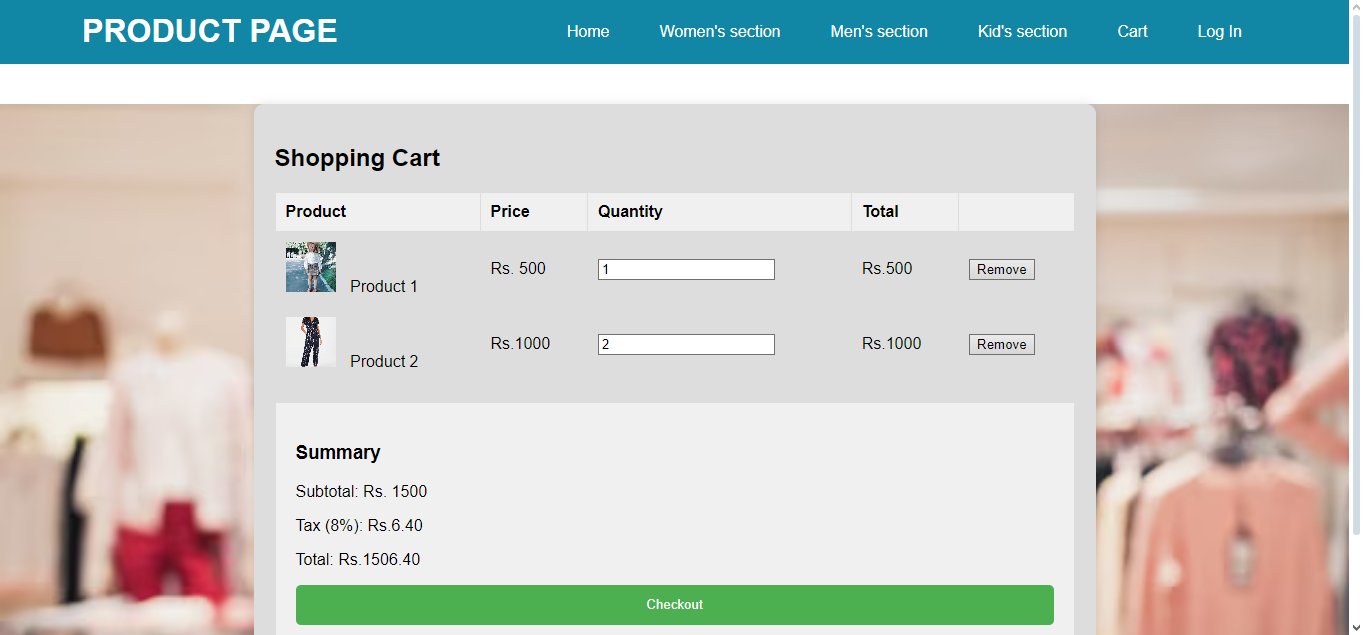 PRODUCT PAGE Home Women's section Men's section Kid's section Cart Log In
Shopping Cart
Product Price Quantity Total
Product 1 Rs. 500 1 Rs.500 Remove
Product 2 Rs.1000 2 Rs.1000 Remove
Summary
Subtotal: Rs. 1500
Tax (8%): Rs.6.40
Total: Rs.1506.40
Checkout